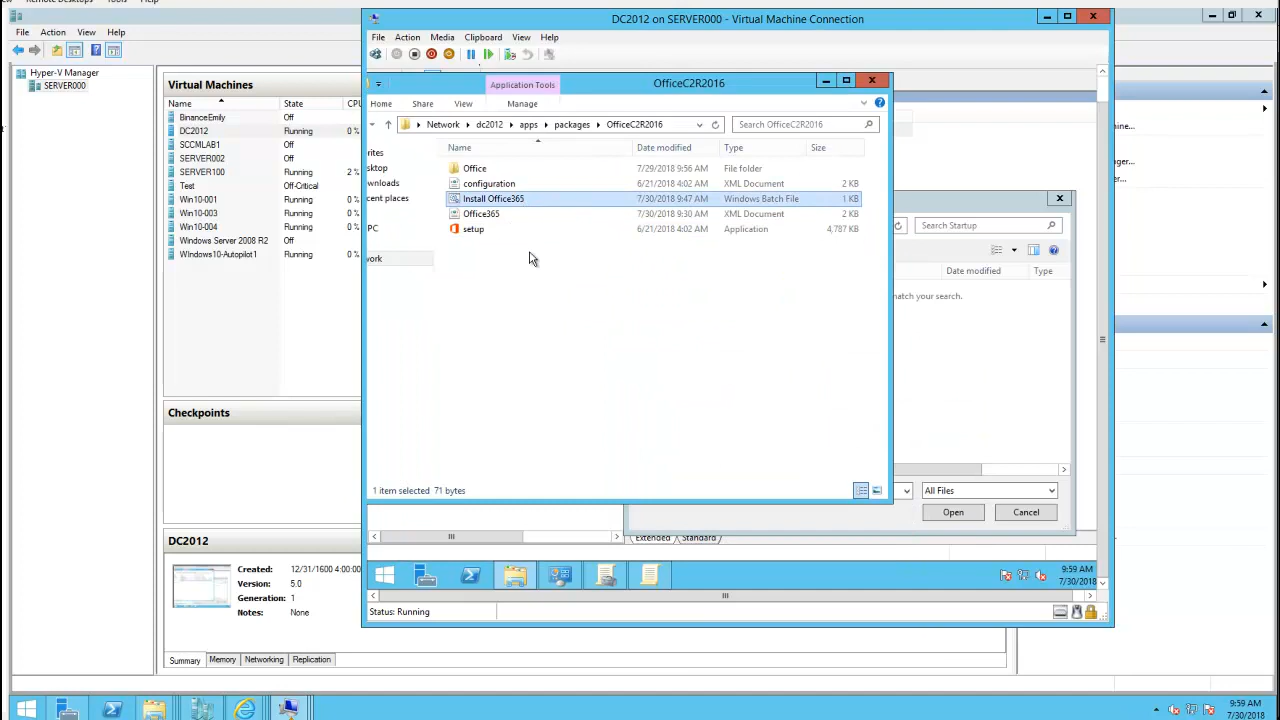 Remote Desktops Tools Help
File Action View Help
Hyper-V Manager
SERVER000
Virtual Machines
Name State CPU
BinanceEmily Off
DC2012 Running 0 %
SCCMLAB1 Off
SERVER002 Off
SERVER100 Running 2 %
Test Off-Critical
Win10-001 Running 0 %
Win10-003 Running 0 %
Win10-004 Running 0 %
Windows Server 2008 R2 Off
WIndows10-Autopilot1 Running 0 %
Checkpoints
DC2012
Created: 12/31/1600 4:00:00
Version: 5.0
Generation: 1
Notes: None
Summary Memory Networking Replication
DC2012 on SERVER000 - Virtual Machine Connection
File Action Media Clipboard View Help
Application Tools
OfficeC2R2016
Home Share View Manage
Network dc2012 apps packages OfficeC2R2016
Search OfficeC2R2016
rites
sktop
wnloads
cent places
PC
work
Name Date modified Type Size
Office 7/29/2018 9:56 AM File folder
configuration 6/21/2018 4:02 AM XML Document 2 KB
Install Office365 7/30/2018 9:47 AM Windows Batch File 1 KB
Office365 7/30/2018 9:30 AM XML Document 2 KB
setup 6/21/2018 4:02 AM Application 4,787 KB
1 item selected 71 bytes
Search Startup
Date modified Type
match your search.
All Files
Open Cancel
Extended Standard
9:59 AM
7/30/2018
Status: Running
ine...
ger...
r...
9:59 AM
7/30/2018